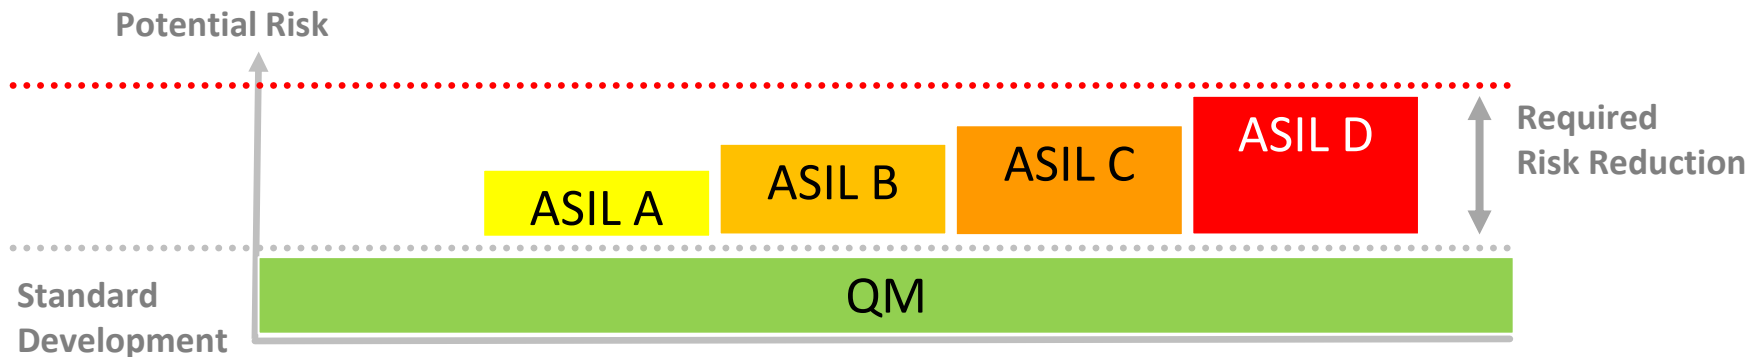 Potential Risk
ASIL A
ASIL B
ASIL C
ASIL D
Required
Risk Reduction
QM
Standard
Development